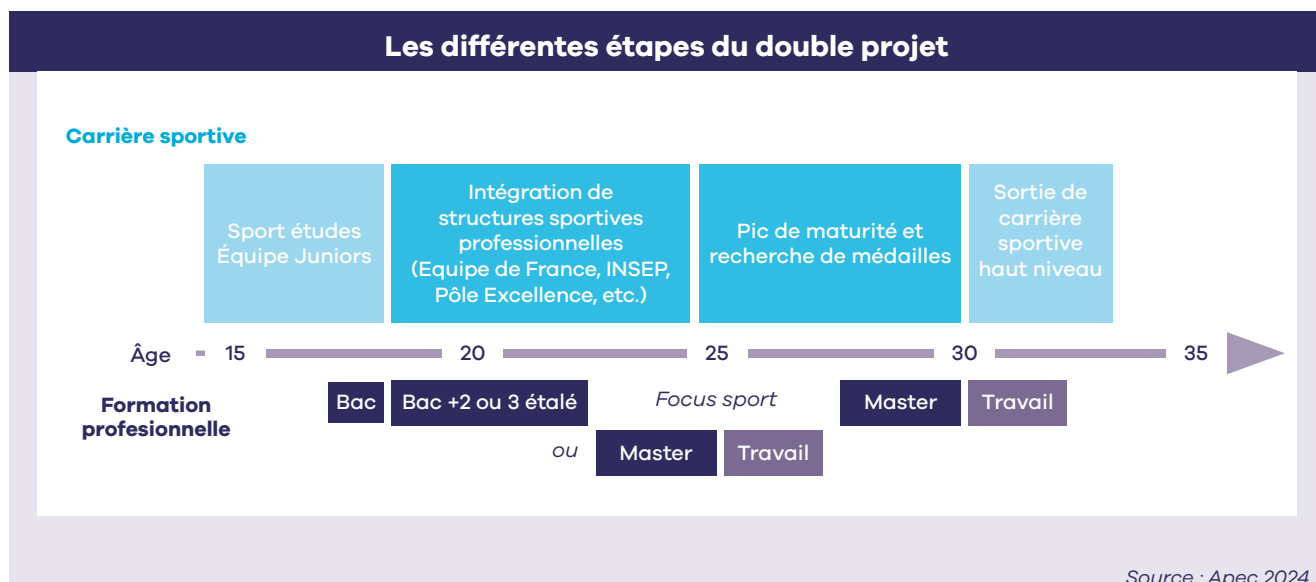 Les différentes étapes du double projet
Carrière sportive
Sport études
Équipe Juniors
Intégration de
structures sportives
professionnelles
(Equipe de France, INSEP,
Pôle Excellence, etc.)
Pic de maturité et
recherche de médailles
Sortie de
carrière
sportive
haut niveau
Âge 15 20 25 30 35
Formation
profesionnelle
Bac
Bac +2 ou 3 étalé
Focus sport
Master
Travail
ou
Master
Travail
Source : Apec 2024